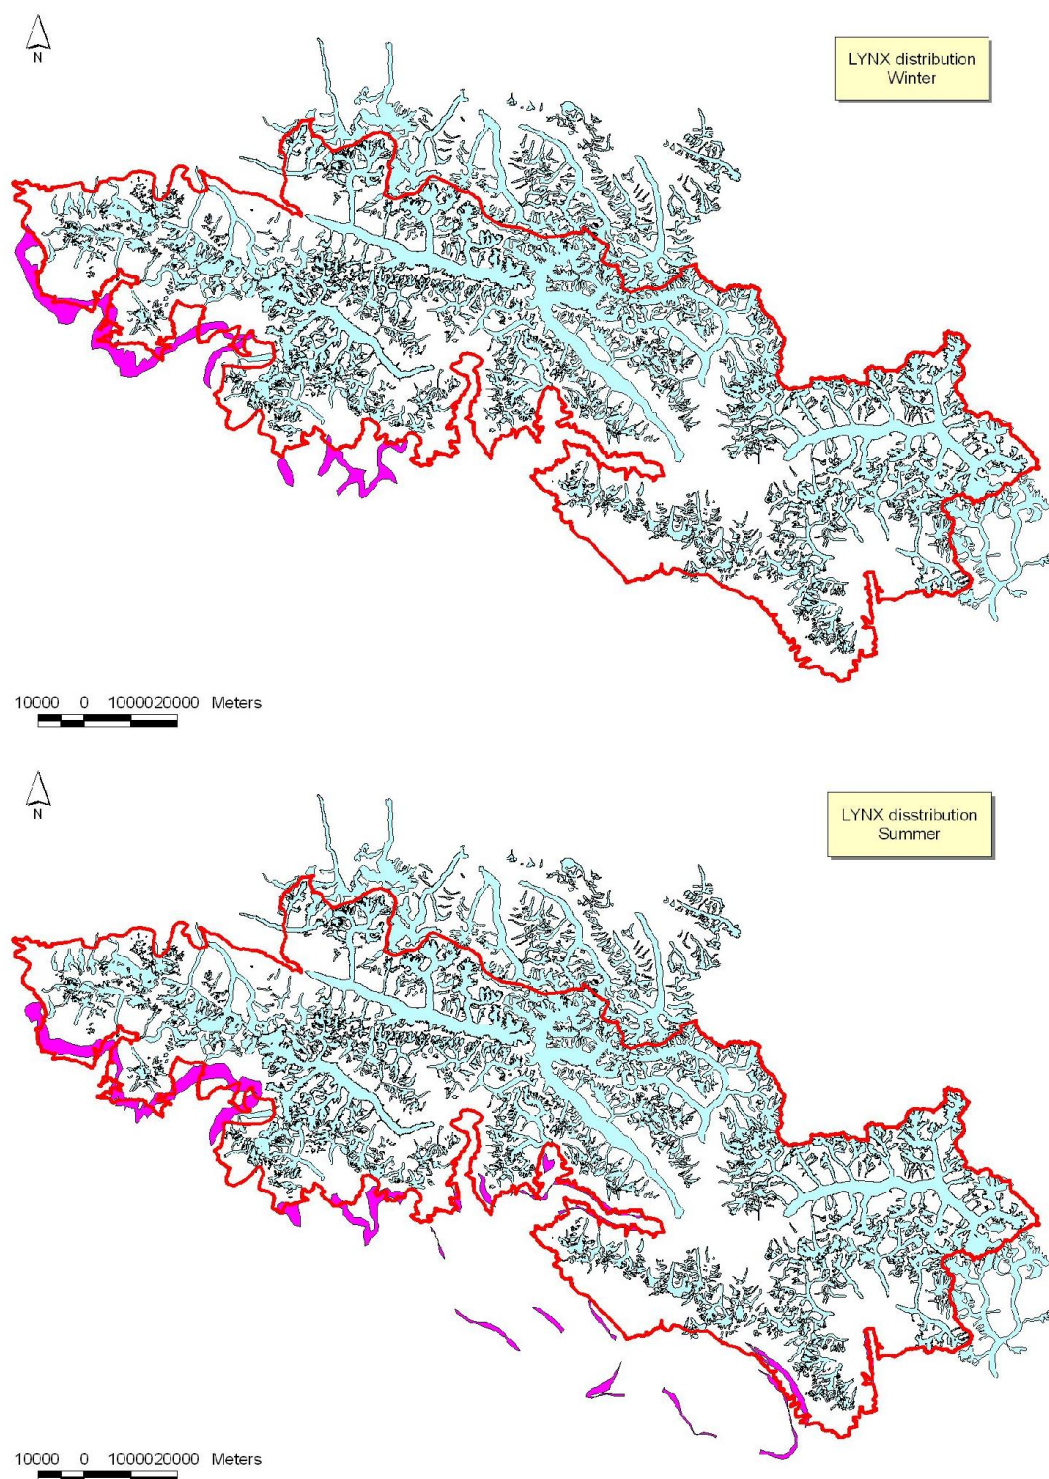 N
LYNX distribution
Winter
10000 0 1000020000 Meters
N
LYNX disstribution
Summer
10000 0 1000020000 Meters